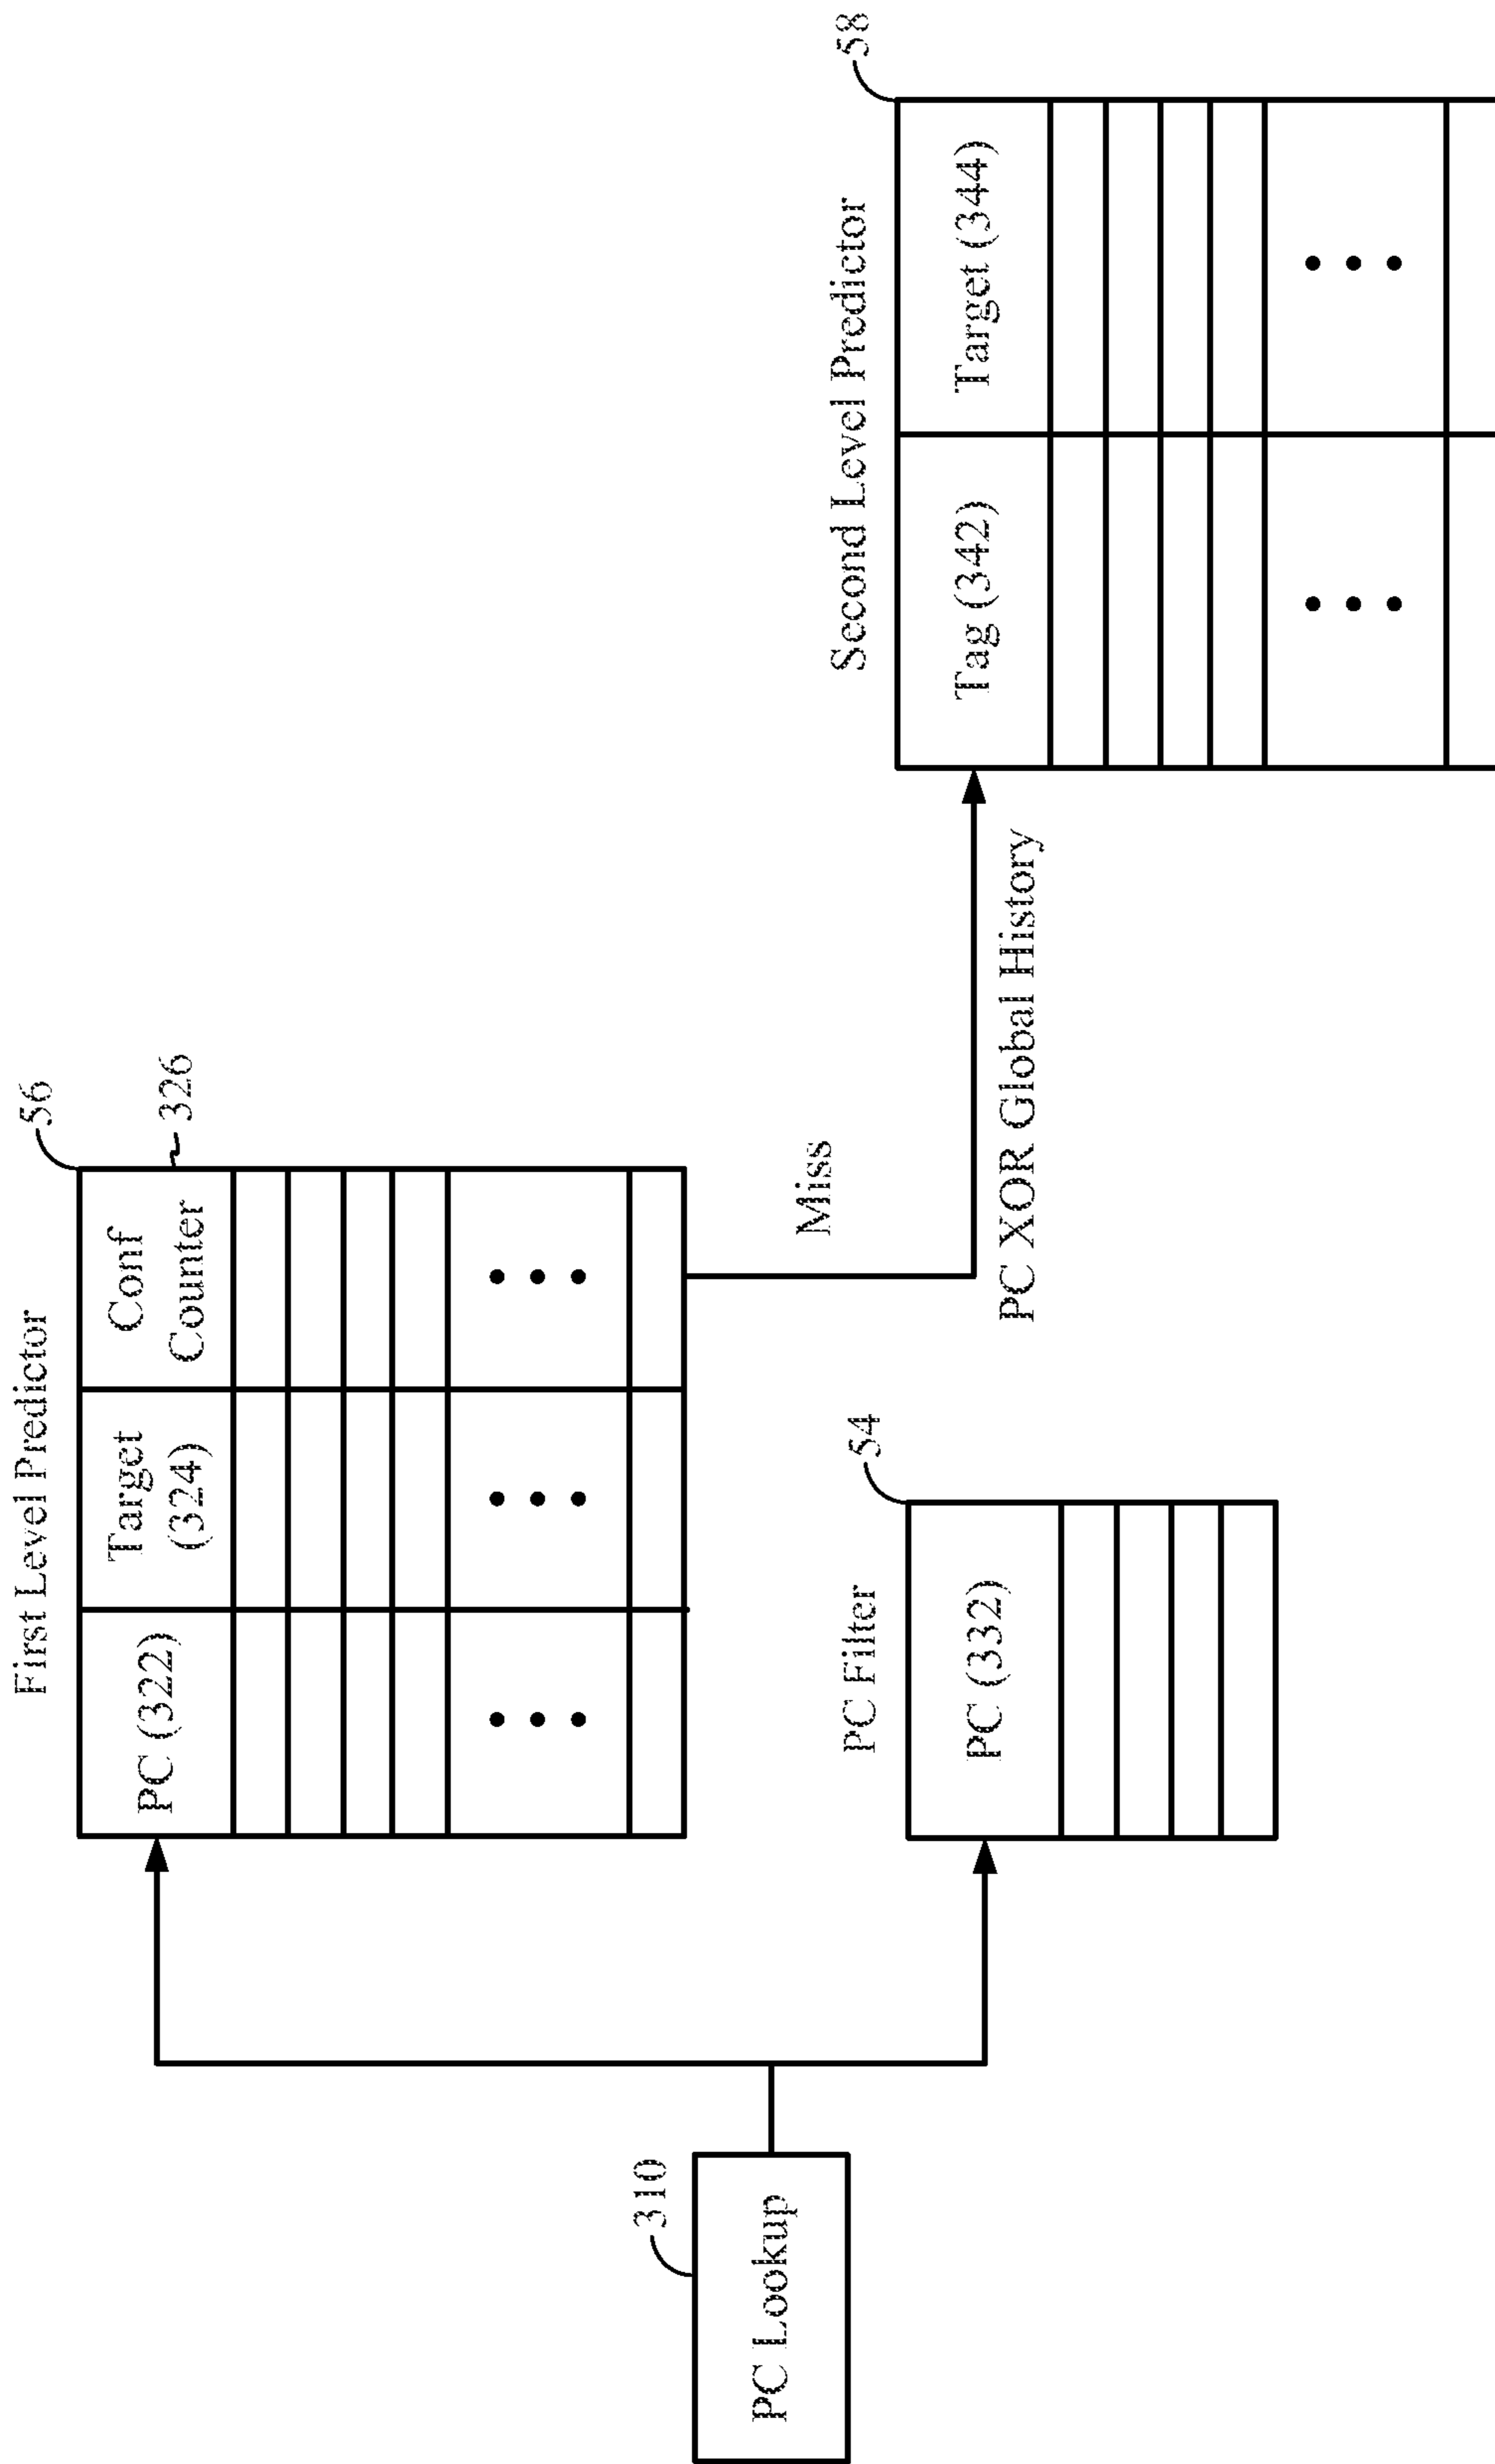 First Level Predictor
56
PC (322)
Target
(324)
Conf
Counter
326
310
PC Lookup
Miss
PC Filter
54
PC (332)
PC XOR Global History
Second Level Predictor
58
Tag (342)
Target (344)